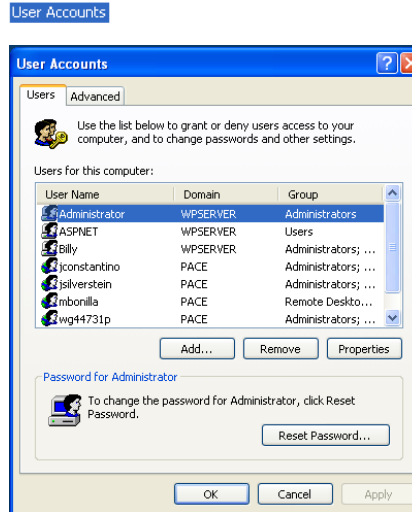 User Accounts
User Accounts
Users Advanced
Use the list below to grant or deny users access to your
computer, and to change passwords and other settings.
Users for this computer:
User Name Domain Group
Administrator WPSERVER Administrators
ASPNET WPSERVER Users
Billy WPSERVER Administrators; ...
jconstantino PACE Administrators; ...
jsilverstein PACE Administrators; ...
mbonilla PACE Remote Deskto...
wg44731p PACE Administrators; ...
Add... Remove Properties
Password for Administrator
To change the password for Administrator, click Reset
Password.
Reset Password...
OK Cancel Apply